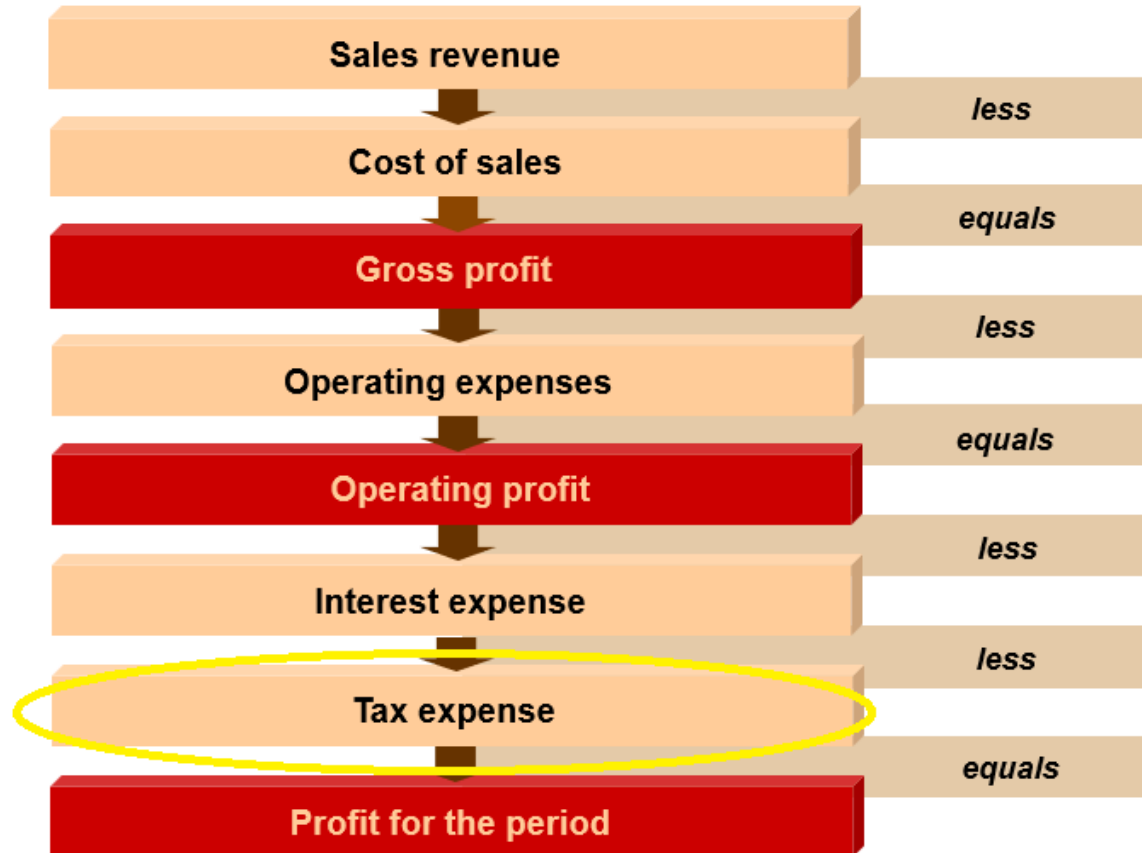 Sales revenue
less
Cost of sales
equals
Gross profit
less
Operating expenses
equals
Operating profit
less
Interest expense
less
Tax expense
equals
Profit for the period